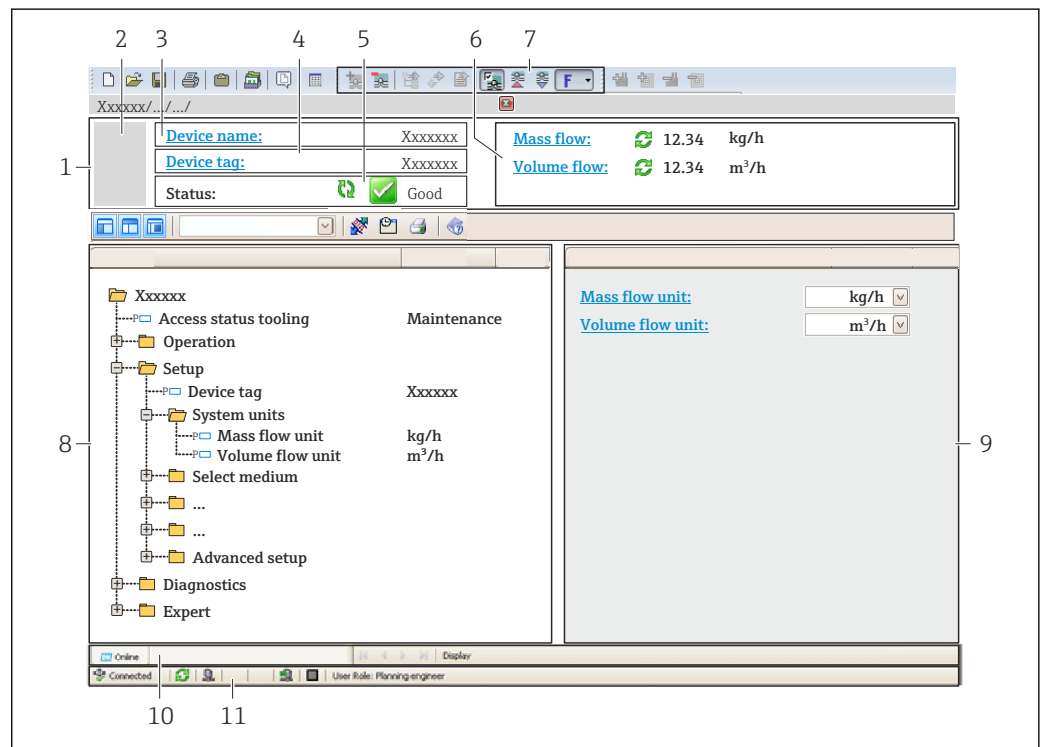 2 3 4 5 6 7
F
Xxxxxx/.../.../
1
Device name: Xxxxxxx
Device tag: Xxxxxxx
Status: Good
Mass flow: 12.34 kg/h
Volume flow: 12.34 m³/h
Xxxxxx
P Access status tooling Maintenance
Operation
Setup
P Device tag Xxxxxx
System units
P Mass flow unit kg/h
P Volume flow unit m³/h
Select medium
...
...
Advanced setup
Diagnostics
Expert
8
Mass flow unit: kg/h
Volume flow unit: m³/h
9
Online Display
Connected User Role: Planning engineer
10 11